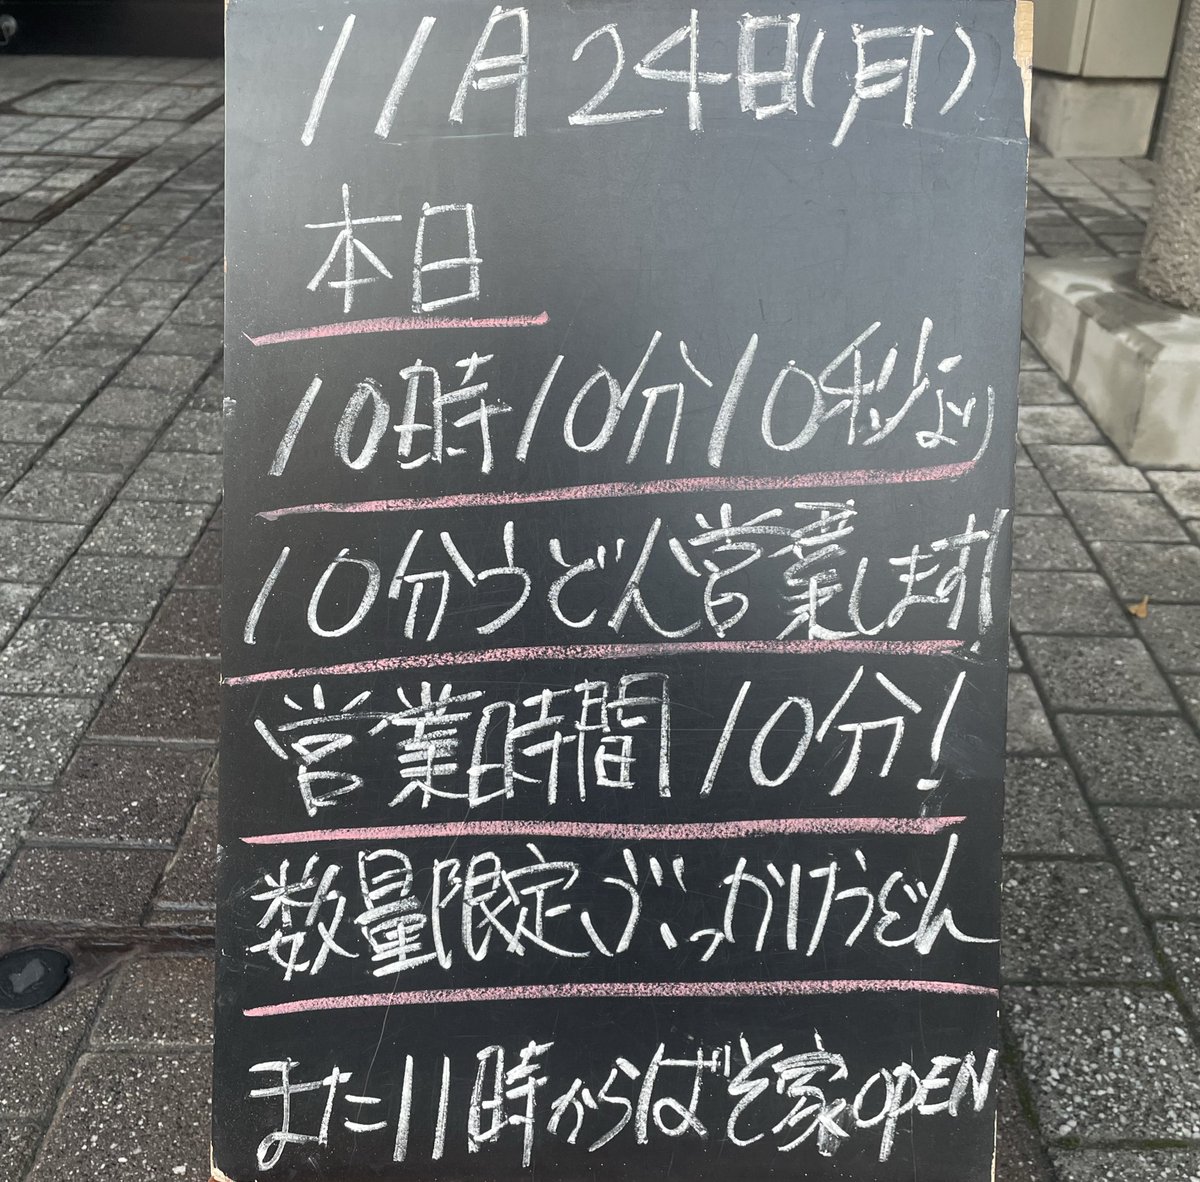 11月24日(月)
本日
10時10分10秒より
10分うどん営業します!
営業時間10分!
数量限定ぶっかけうどん
また11時からばそ家OPEN